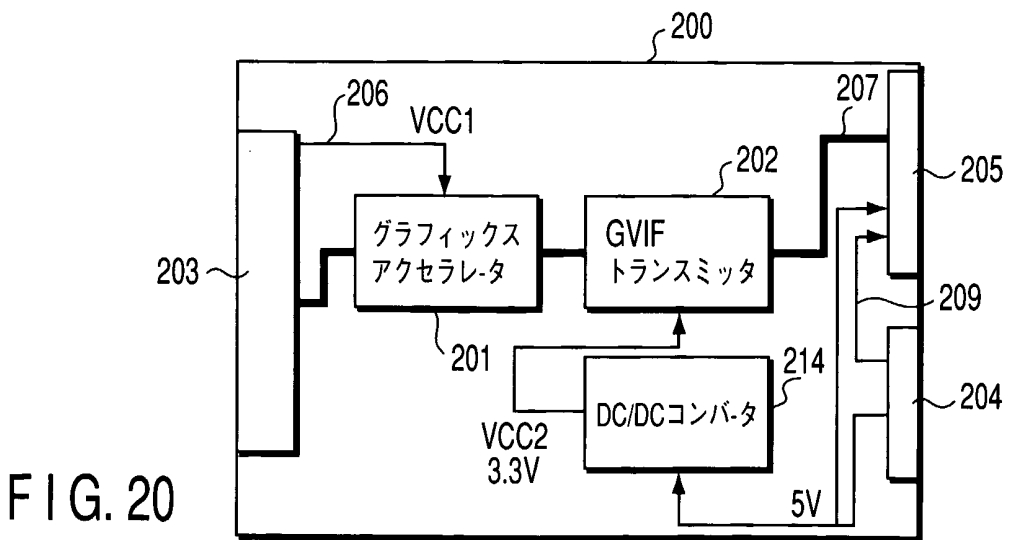 200
206
VCC1
207
202
205
グラフィックス
アクセラレ-タ
GVIF
トランスミッタ
203
209
201
214
204
DC/DCコンバ-タ
VCC2
3.3V
5V
FIG. 20